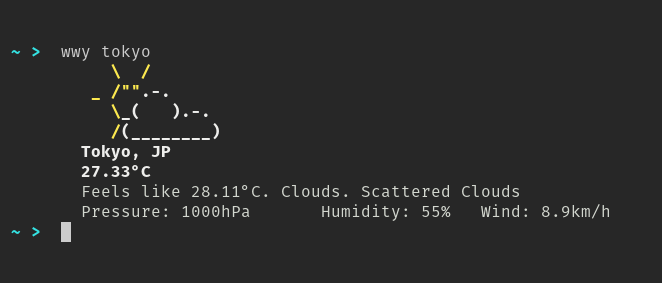 ~ > wwy tokyo
     \  /
   _ /"".-.
     \_(   ).-.
     /(________)
  Tokyo, JP
  27.33°C
  Feels like 28.11°C. Clouds. Scattered Clouds
  Pressure: 1000hPa       Humidity: 55%   Wind: 8.9km/h
~ >